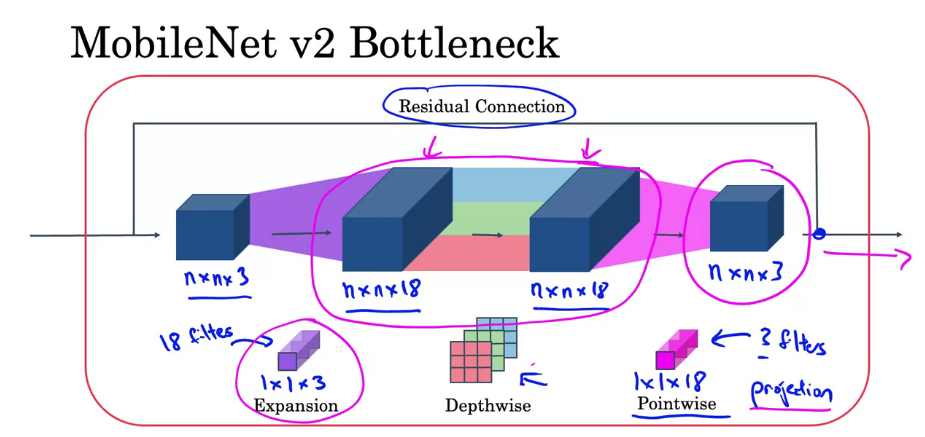 MobileNet v2 Bottleneck
Residual Connection
n×n×3
n×n×18
n×n×18
n×n×3
18 filters
1×1×3
Expansion
Depthwise
1×1×18
Pointwise
3 filters
projection